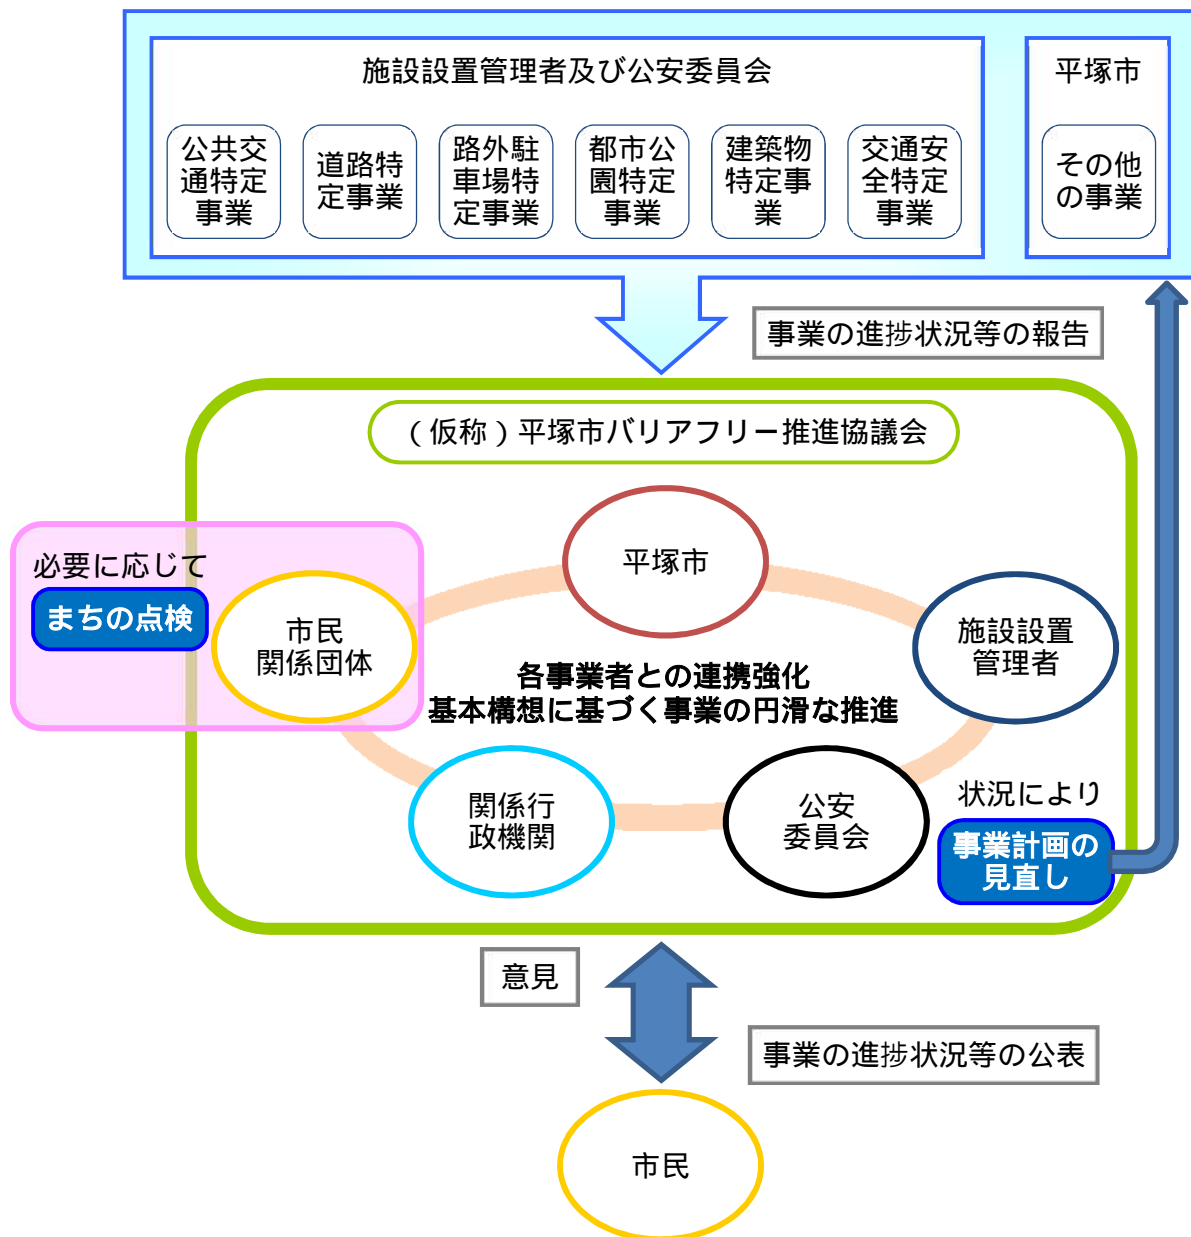 施設設置管理者及び公安委員会
平塚市
公共交
通特定
事業
道路特
定事業
路外駐
車場特
定事業
都市公
園特定
事業
建築物
特定事
業
交通安
全特定
事業
その他
の事業
事業の進捗状況等の報告
（仮称）平塚市バリアフリー推進協議会
平塚市
必要に応じて
まちの点検
市民
関係団体
施設設置
管理者
各事業者との連携強化
基本構想に基づく事業の円滑な推進
関係行
政機関
公安
委員会
状況により
事業計画の
見直し
意見
事業の進捗状況等の公表
市民